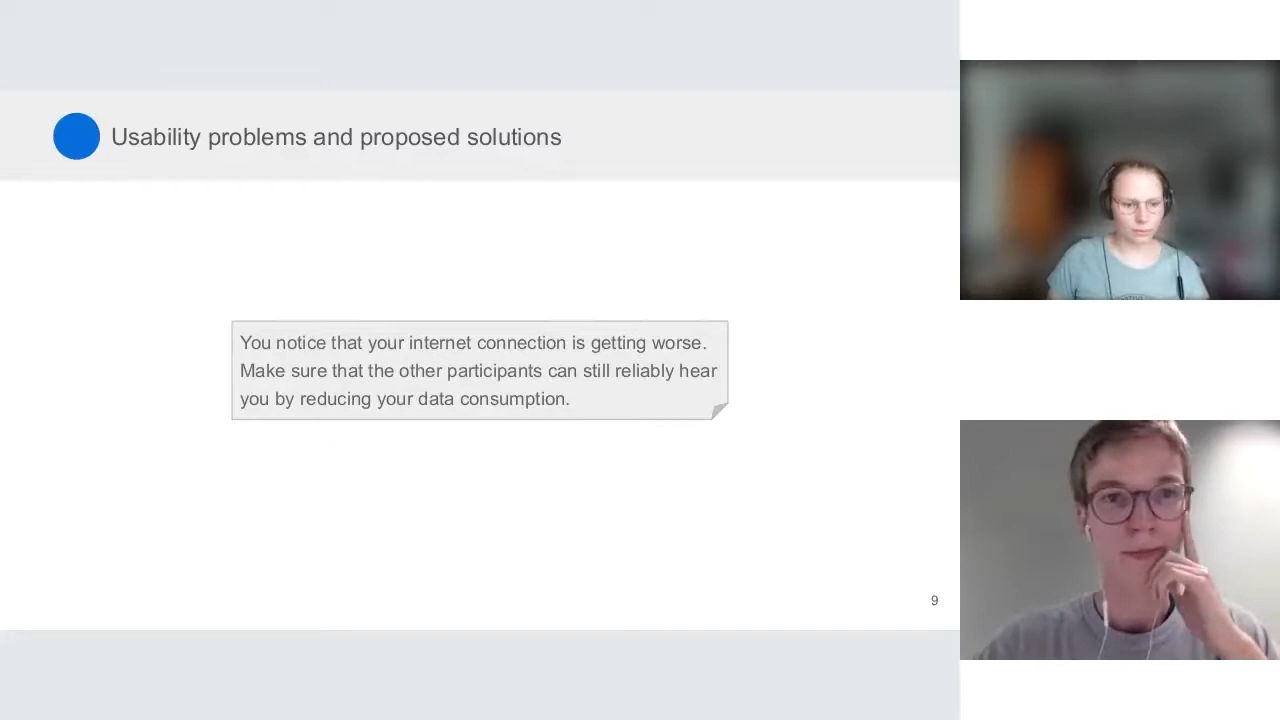 Usability problems and proposed solutions
You notice that your internet connection is getting worse.
Make sure that the other participants can still reliably hear
you by reducing your data consumption.
9